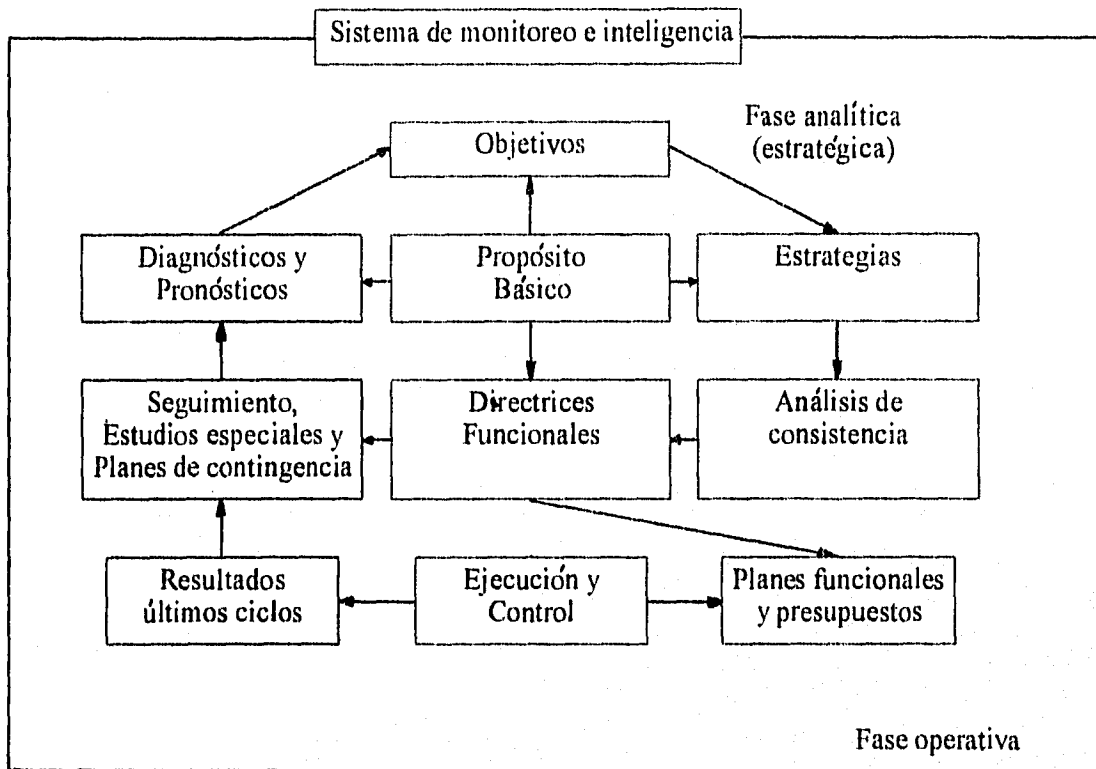 Sistema de monitoreo e inteligencia
Fase analítica
(estratégica)
Objetivos
Diagnósticos y
Pronósticos
Propósito
Básico
Estrategias
Seguimiento,
Estudios especiales y
Planes de contingencia
Directrices
Funcionales
Análisis de
consistencia
Resultados
últimos ciclos
Ejecución y
Control
Planes funcionales
y presupuestos
Fase operativa